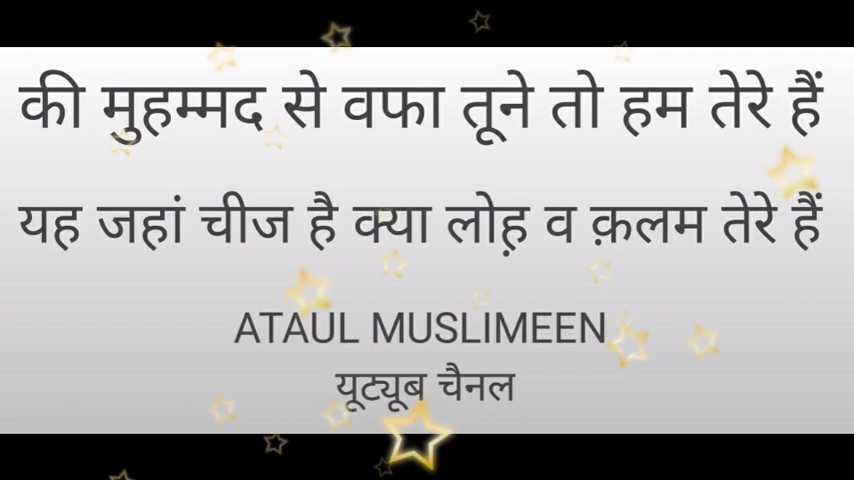 की मुहम्मद से वफा तूने तो हम तेरे हैं
यह जहां चीज है क्या लोह़ व क़लम तेरे हैं
ATAUL MUSLIMEEN
यूट्यूब चैनल